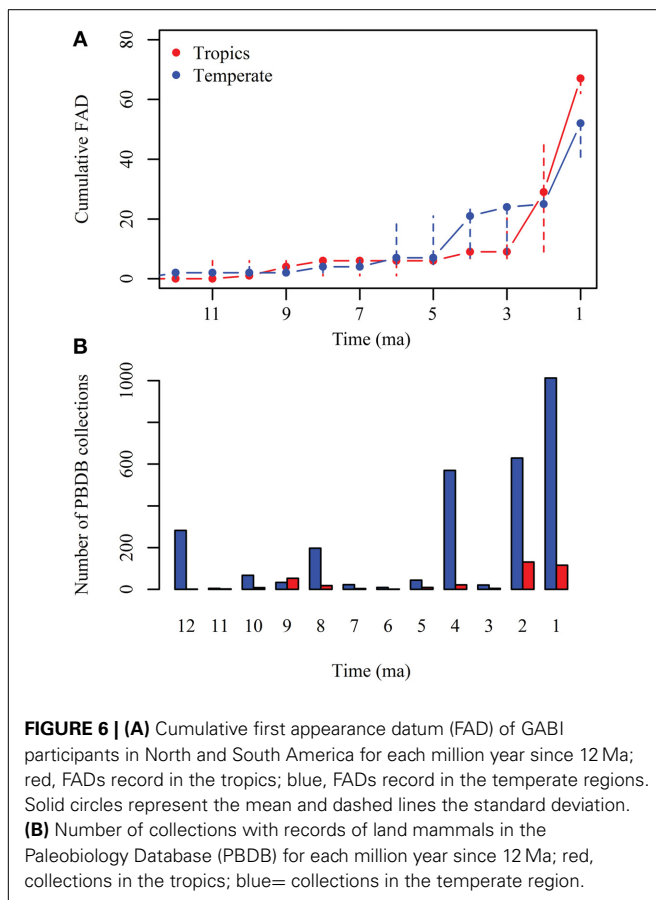 A
80
60
40
20
0
Cumulative FAD
Tropics
Temperate
11
9
7
5
3
1
Time (ma)
B
1000
600
200
0
Number of PBDB collections
12 11 10 9 8 7 6 5 4 3 2 1
Time (ma)
FIGURE 6 | (A) Cumulative first appearance datum (FAD) of GABI
participants in North and South America for each million year since 12 Ma;
red, FADs record in the tropics; blue, FADs record in the temperate regions.
Solid circles represent the mean and dashed lines the standard deviation.
(B) Number of collections with records of land mammals in the
Paleobiology Database (PBDB) for each million year since 12 Ma; red,
collections in the tropics; blue= collections in the temperate region.